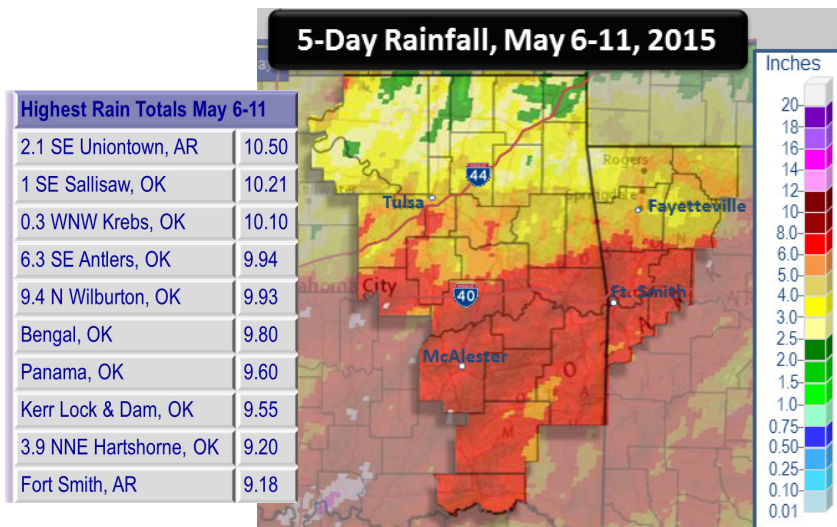 5-Day Rainfall, May 6-11, 2015
Highest Rain Totals May 6-11
2.1 SE Uniontown, AR 10.50
1 SE Sallisaw, OK 10.21
0.3 WNW Krebs, OK 10.10
6.3 SE Antlers, OK 9.94
9.4 N Wilburton, OK 9.93
Bengal, OK 9.80
Panama, OK 9.60
Kerr Lock & Dam, OK 9.55
3.9 NNE Hartshorne, OK 9.20
Fort Smith, AR 9.18
Rogers
44
Springdale
Tulsa
Fayetteville
City
40
Ft. Smith
McAlester
Inches
20
18
16
14
12
10
8.0
6.0
5.0
4.0
3.0
2.5
2.0
1.5
1.0
0.75
0.50
0.25
0.10
0.01